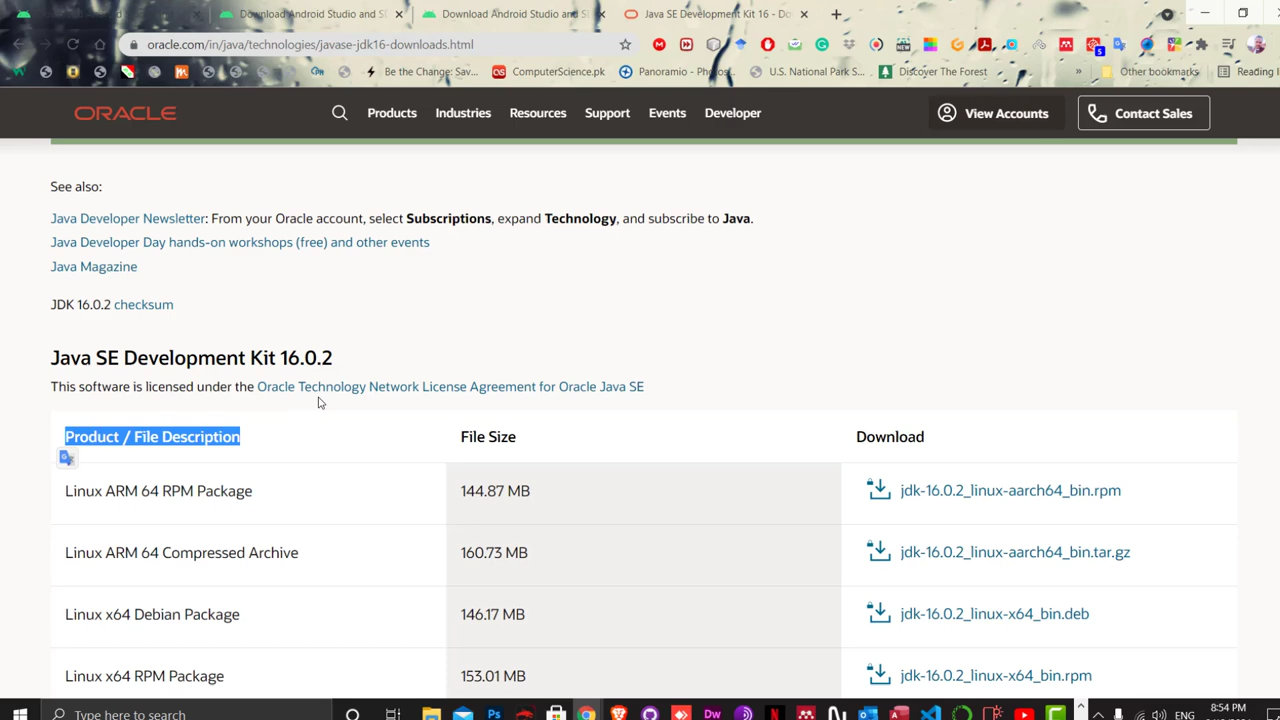 Download Android Studio and S
Download Android Studio and S
Java SE Development Kit 16 - Do
oracle.com/in/java/technologies/javase-jdk16-downloads.html
Be the Change: Sav...
ComputerScience.pk
Panoramio - Photos...
U.S. National Park S...
Discover The Forest
»
Other bookmarks
Reading
ORACLE
Products
Industries
Resources
Support
Events
Developer
View Accounts
Contact Sales
See also:
Java Developer Newsletter: From your Oracle account, select Subscriptions, expand Technology, and subscribe to Java.
Java Developer Day hands-on workshops (free) and other events
Java Magazine
JDK 16.0.2 checksum
Java SE Development Kit 16.0.2
This software is licensed under the Oracle Technology Network License Agreement for Oracle Java SE
Product / File Description File Size Download
Linux ARM 64 RPM Package 144.87 MB jdk-16.0.2_linux-aarch64_bin.rpm
Linux ARM 64 Compressed Archive 160.73 MB jdk-16.0.2_linux-aarch64_bin.tar.gz
Linux x64 Debian Package 146.17 MB jdk-16.0.2_linux-x64_bin.deb
Linux x64 RPM Package 153.01 MB jdk-16.0.2_linux-x64_bin.rpm
Type here to search
ENG
8:54 PM